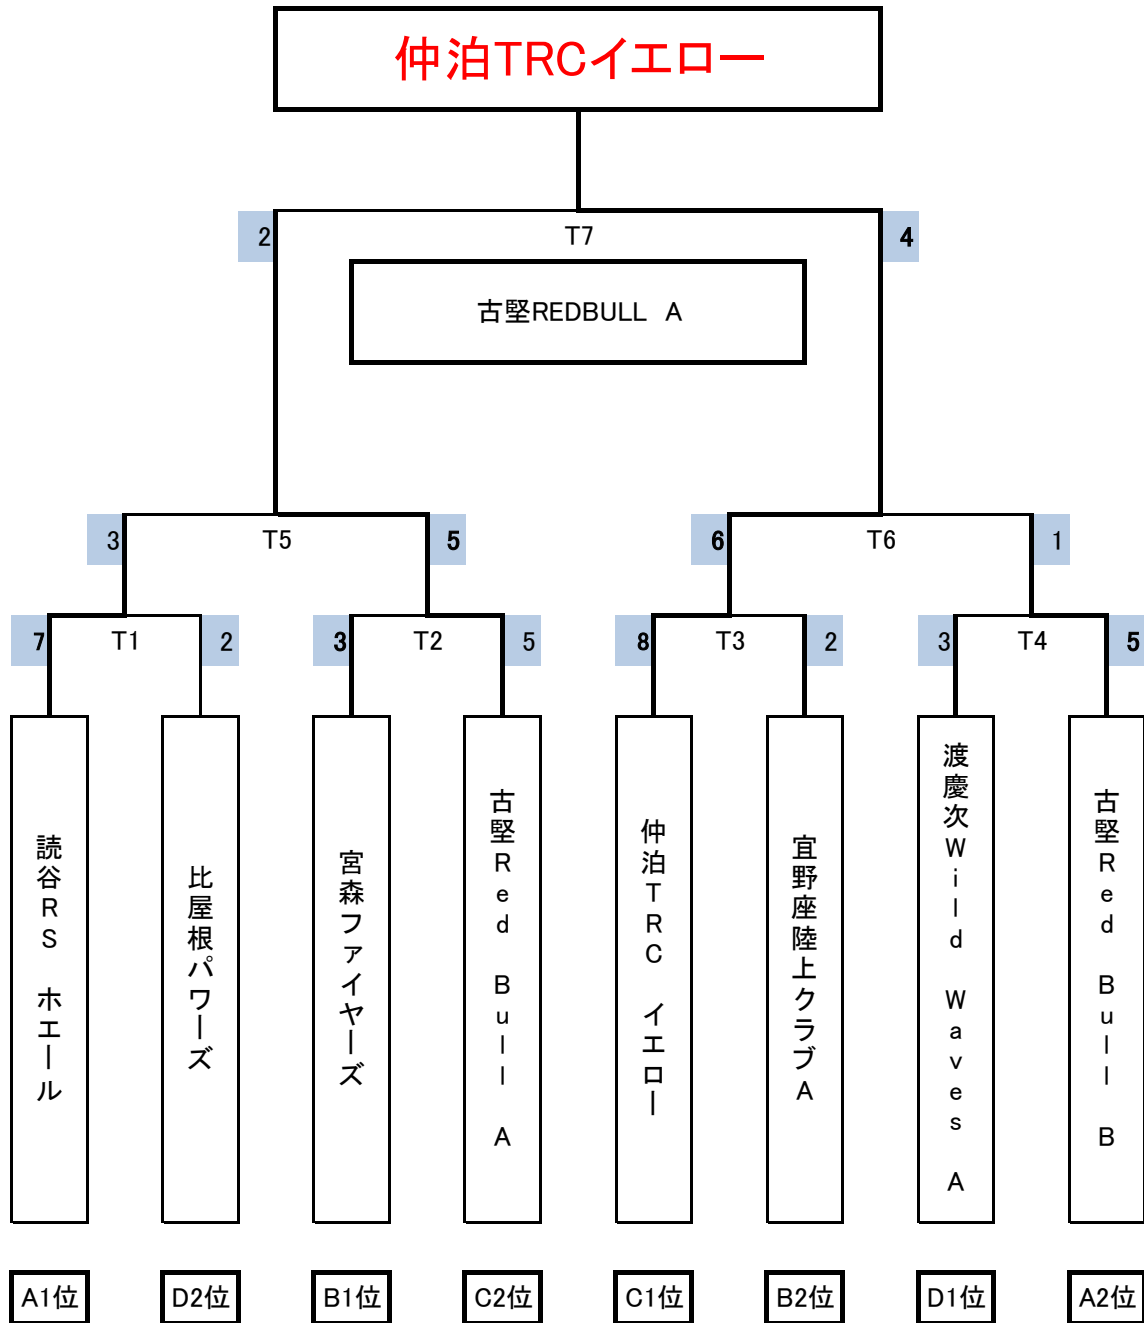 仲泊TRCイエロー
2
T7
4
古堅REDBULL　A
3
T5
5
6
T6
1
7
T1
2
3
T2
5
8
T3
2
3
T4
5
読谷RS　ホエール
比屋根パワーズ
宮森ファイヤーズ
古堅Red　Bull　A
仲泊TRC　イエロー
宜野座陸上クラブA
渡慶次Wild　Waves　A
古堅Red　Bull　B
A1位
D2位
B1位
C2位
C1位
B2位
D1位
A2位